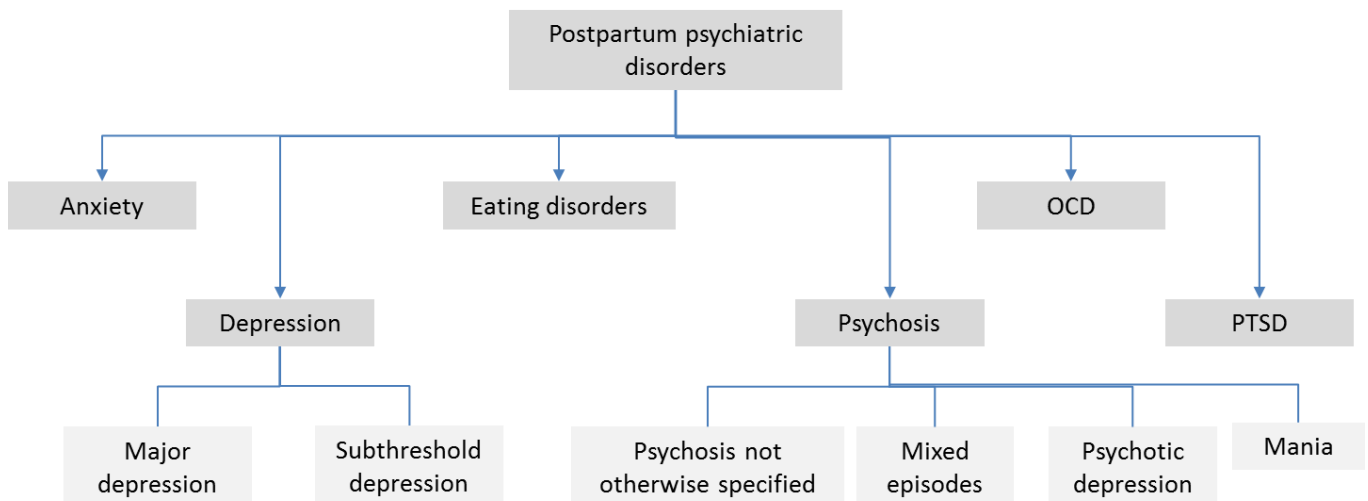 Postpartum psychiatric
disorders
Anxiety
Eating disorders
OCD
Depression
Psychosis
PTSD
Major
depression
Subthreshold
depression
Psychosis not
otherwise specified
Mixed
episodes
Psychotic
depression
Mania